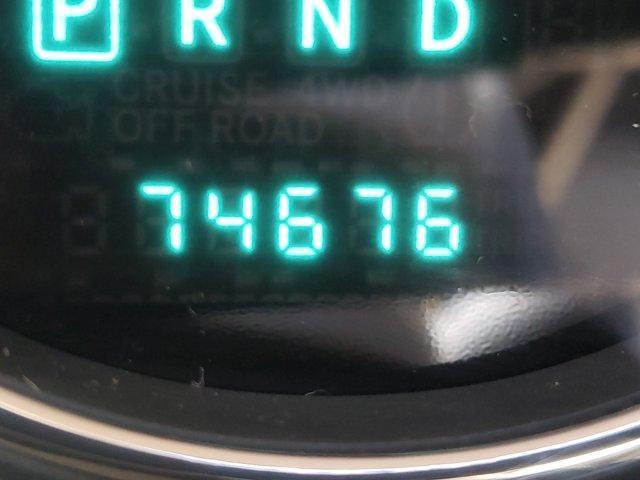 P R N D
CRUISE 4WD
OFF ROAD
74676